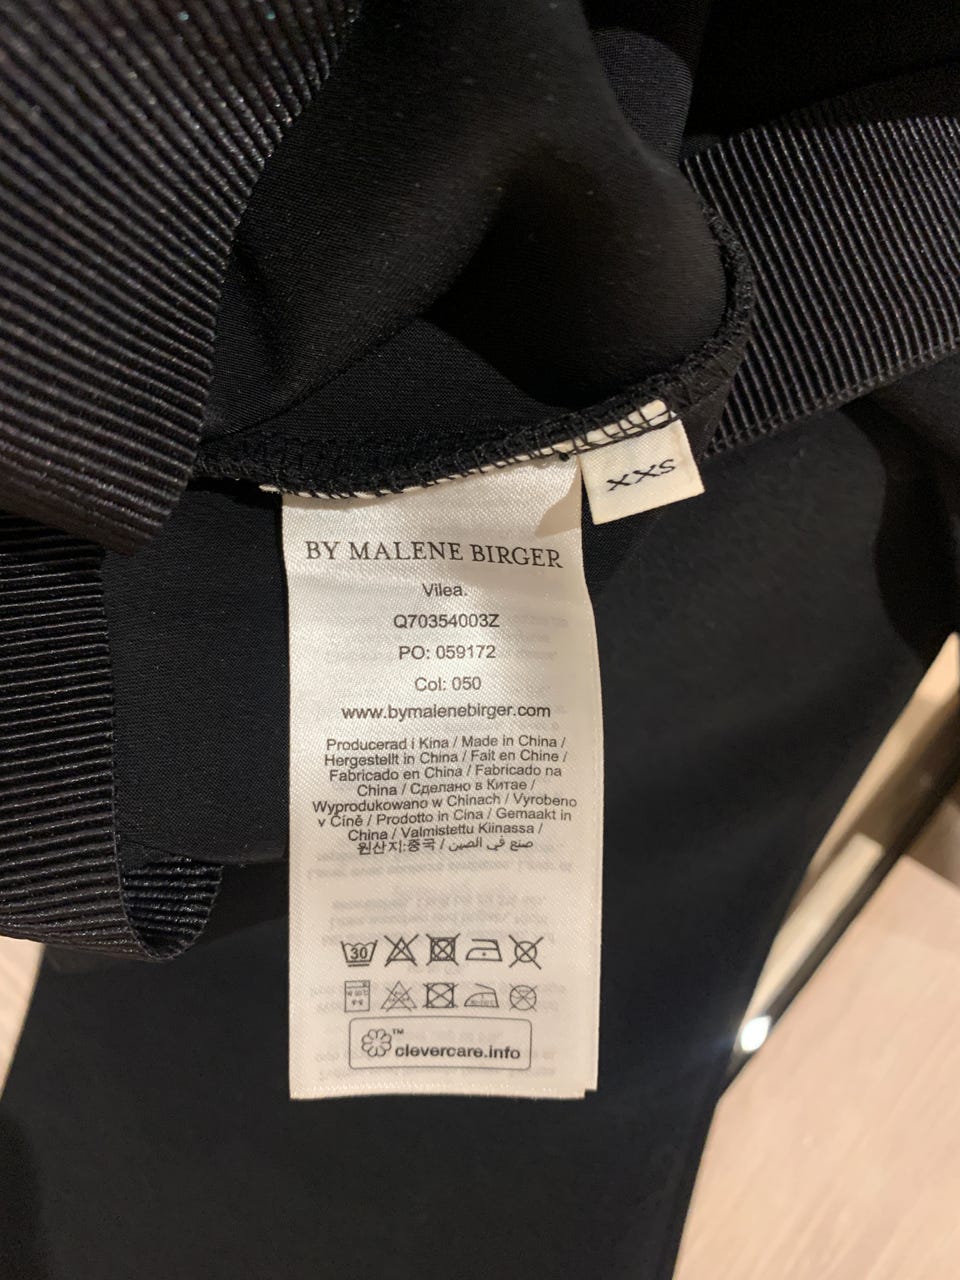 XXS
BY MALENE BIRGER
Vilea.
Q70354003Z
PO: 059172
Col: 050
www.bymalenebirger.com
Producerad i Kina / Made in China /
Hergestellt in China / Fait en Chine /
Fabricado en China / Fabricado na
China / Сделано в Китае /
Wyprodukowano w Chinach / Vyrobeno
v Číně / Prodotto in Cina / Gemaakt in
China / Valmistettu Kiinassa /
원산지:중국 / صنع في الصين
30
clevercare.info
TM